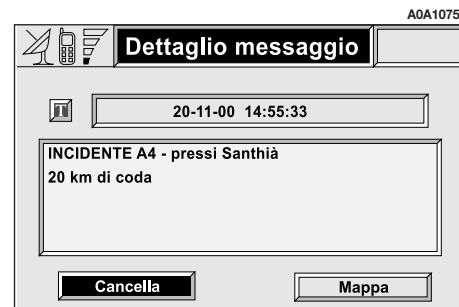 A0A1075
Dettaglio messaggio
T
20-11-00 14:55:33
INCIDENTE A4 - pressi Santhià
20 km di coda
Cancella
Mappa